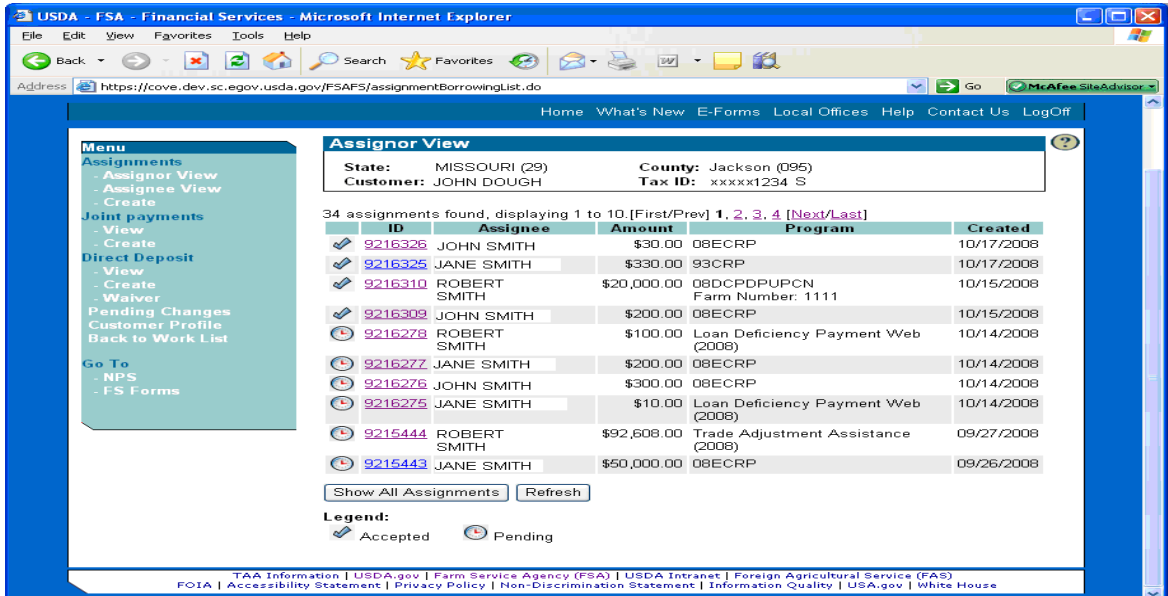 USDA - FSA - Financial Services - Microsoft Internet Explorer
File Edit View Favorites Tools Help
Back Search Favorites
Address https://cove.dev.sc.egov.usda.gov/FSAFS/assignmentBorrowingList.do Go McAfee SiteAdvisor
Home What's New E-Forms Local Offices Help Contact Us LogOff
Menu
Assignments
- Assignor View
- Assignee View
- Create
Joint payments
- View
- Create
Direct Deposit
- View
- Create
- Waiver
Pending Changes
Customer Profile
Back to Work List
Go To
- NPS
- FS Forms
Assignor View
?
State: MISSOURI (29) County: Jackson (095)
Customer: JOHN DOUGH Tax ID: xxxxx1234 S
34 assignments found, displaying 1 to 10.[First/Prev] 1, 2, 3, 4 [Next/Last]
ID Assignee Amount Program Created
9216326 JOHN SMITH $30.00 08ECRP 10/17/2008
9216325 JANE SMITH $330.00 93CRP 10/17/2008
9216310 ROBERT $20,000.00 08DCPDPUPCN 10/15/2008
SMITH Farm Number: 1111
9216309 JOHN SMITH $200.00 08ECRP 10/15/2008
9216278 ROBERT $100.00 Loan Deficiency Payment Web 10/14/2008
SMITH (2008)
9216277 JANE SMITH $200.00 08ECRP 10/14/2008
9216276 JOHN SMITH $300.00 08ECRP 10/14/2008
9216275 JANE SMITH $10.00 Loan Deficiency Payment Web 10/14/2008
(2008)
9215444 ROBERT $92,608.00 Trade Adjustment Assistance 09/27/2008
SMITH (2008)
9215443 JANE SMITH $50,000.00 08ECRP 09/26/2008
Show All Assignments Refresh
Legend:
Accepted Pending
TAA Information | USDA.gov | Farm Service Agency (FSA) | USDA Intranet | Foreign Agricultural Service (FAS)
FOIA | Accessibility Statement | Privacy Policy | Non-Discrimination Statement | Information Quality | USA.gov | White House